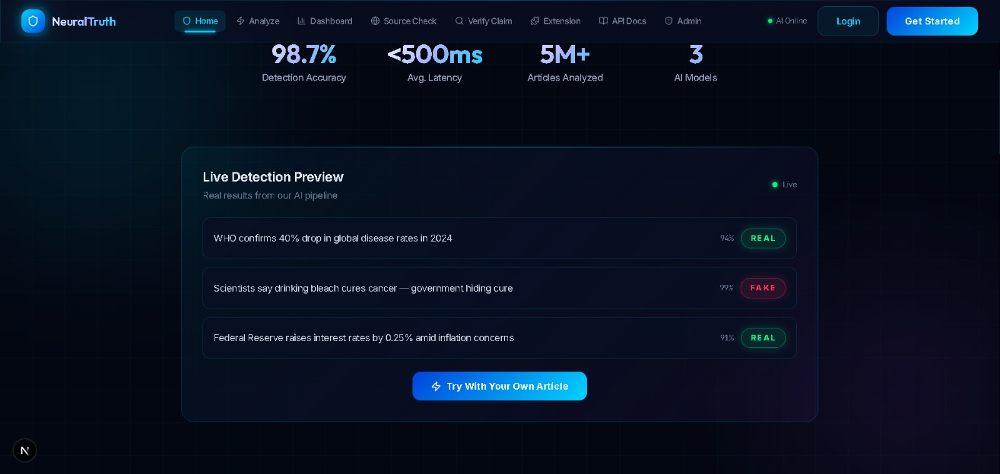 NeuralTruth
Home
Analyze
Dashboard
Source Check
Verify Claim
Extension
API Docs
Admin
AI Online
Login
Get Started
98.7%
<500ms
5M+
3
Detection Accuracy
Avg. Latency
Articles Analyzed
AI Models
Live Detection Preview
Real results from our AI pipeline
Live
WHO confirms 40% drop in global disease rates in 2024
94%
REAL
Scientists say drinking bleach cures cancer — government hiding cure
99%
FAKE
Federal Reserve raises interest rates by 0.25% amid inflation concerns
91%
REAL
Try With Your Own Article
N